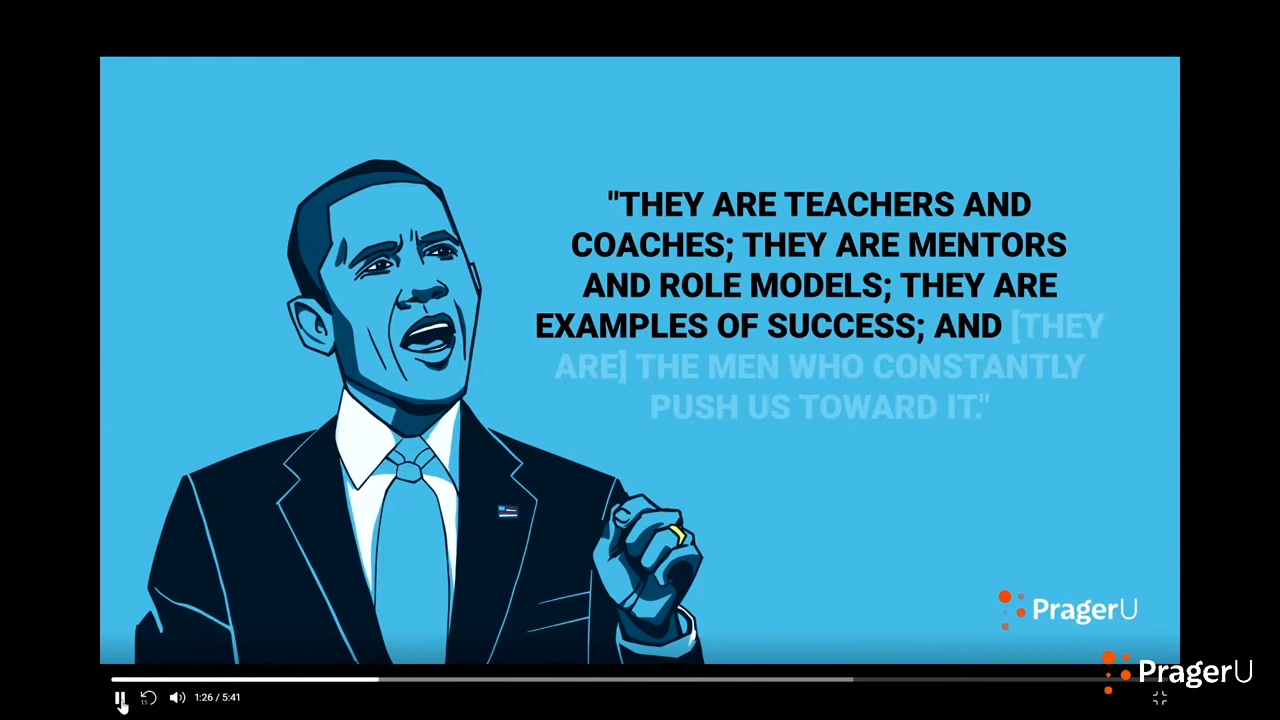 "THEY ARE TEACHERS AND
COACHES; THEY ARE MENTORS
AND ROLE MODELS; THEY ARE
EXAMPLES OF SUCCESS; AND [THEY
ARE] THE MEN WHO CONSTANTLY
PUSH US TOWARD IT."
PragerU
PragerU
15
1:26 / 5:41